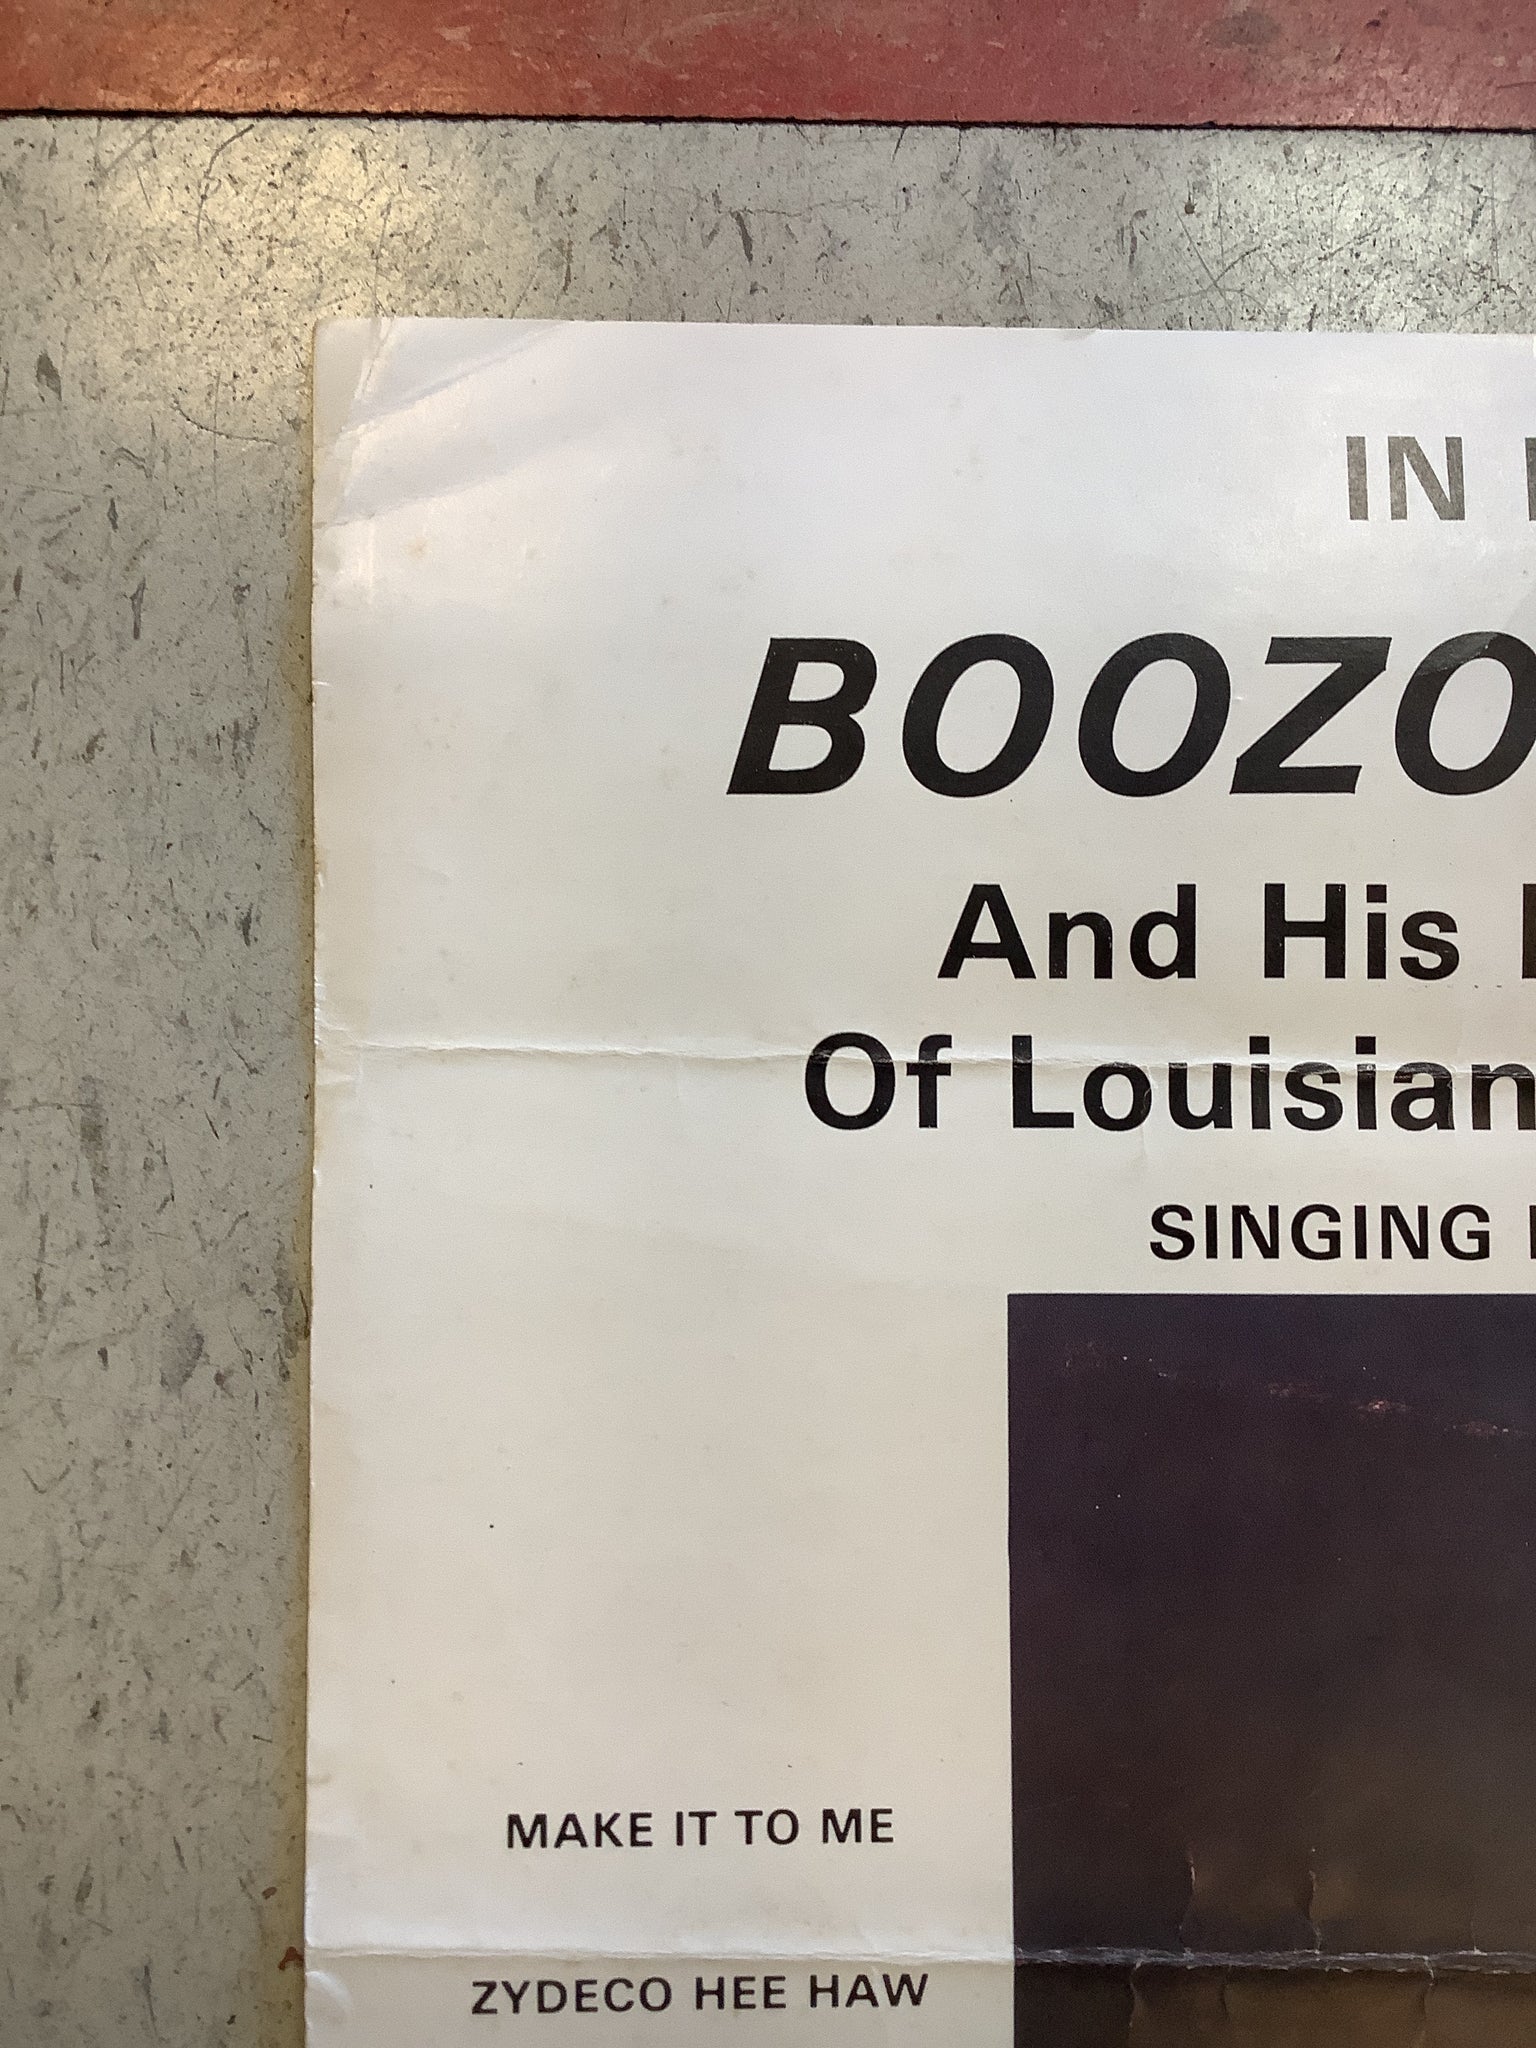 IN
BOOZO
And His
Of Louisian
SINGING
MAKE IT TO ME
ZYDECO HEE HAW